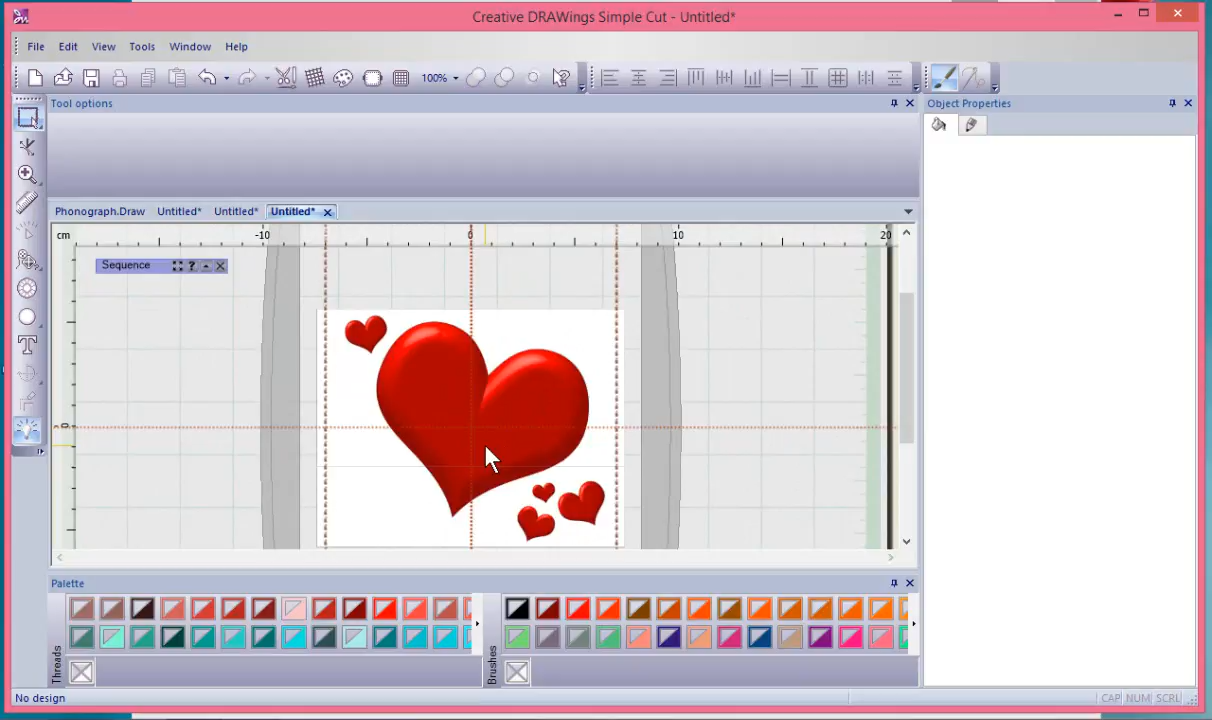 Creative DRAWings Simple Cut - Untitled*
File Edit View Tools Window Help
100%
Tool options
Object Properties
Phonograph.Draw Untitled* Untitled* Untitled*
cm -10 0 10 20
Sequence
0
Palette
Threads
Brushes
No design
CAP NUM SCRL